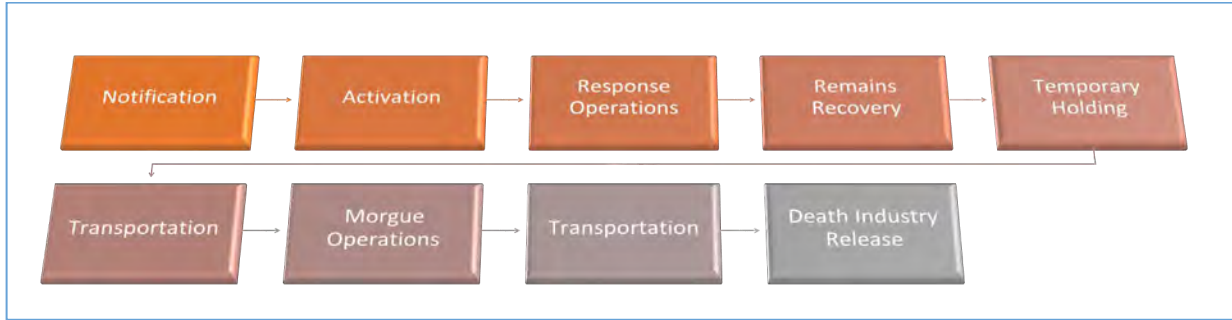 Notification
Activation
Response
Operations
Remains
Recovery
Temporary
Holding
Transportation
Morgue
Operations
Transportation
Death Industry
Release